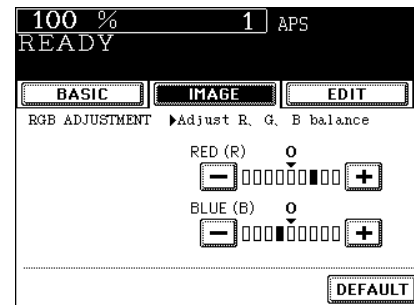 100 % 1 APS
READY
BASIC IMAGE EDIT
RGB ADJUSTMENT ▶Adjust R, G, B balance
RED (R) 0
− +
BLUE (B) 0
− +
DEFAULT